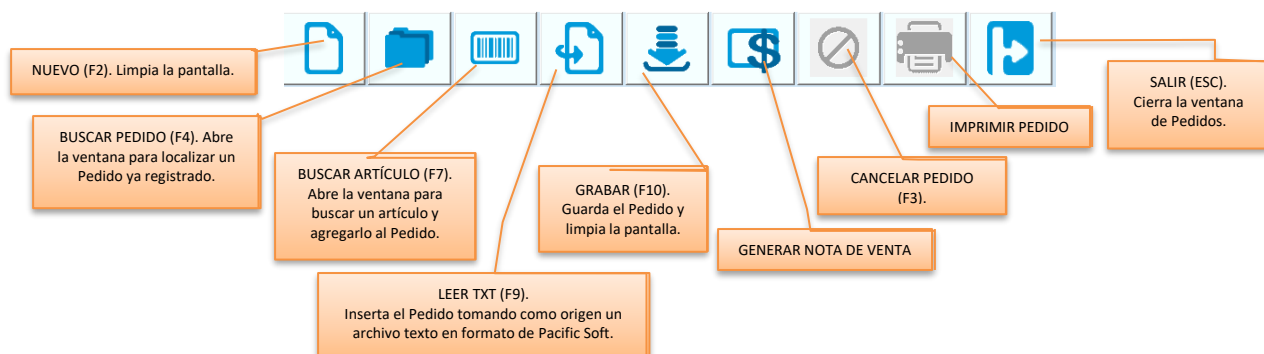 NUEVO (F2). Limpia la pantalla.
BUSCAR PEDIDO (F4). Abre
la ventana para localizar un
Pedido ya registrado.
BUSCAR ARTÍCULO (F7).
Abre la ventana para
buscar un artículo y
agregarlo al Pedido.
LEER TXT (F9).
Inserta el Pedido tomando como origen un
archivo texto en formato de Pacific Soft.
GRABAR (F10).
Guarda el Pedido y
limpia la pantalla.
GENERAR NOTA DE VENTA
CANCELAR PEDIDO
(F3).
IMPRIMIR PEDIDO
SALIR (ESC).
Cierra la ventana
de Pedidos.